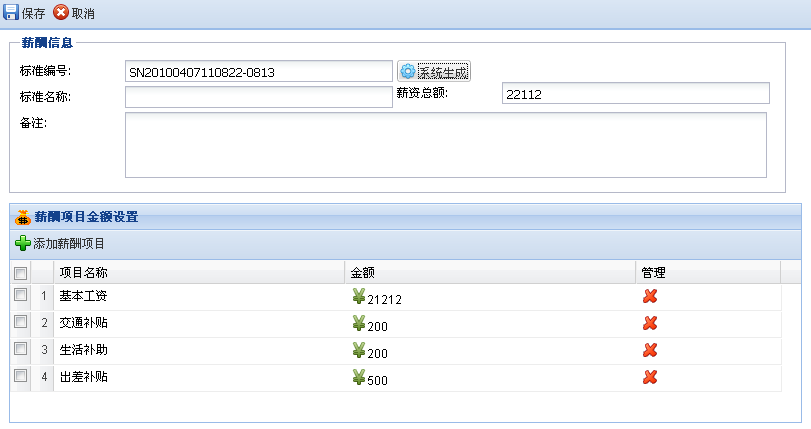 保存 取消
薪酬信息
标准编号: SN20100407110822-0813 系统生成
标准名称: 薪资总额: 22112
备注:
薪酬项目金额设置
添加薪酬项目
项目名称 金额 管理
1 基本工资 ¥21212
2 交通补贴 ¥200
3 生活补助 ¥200
4 出差补贴 ¥500